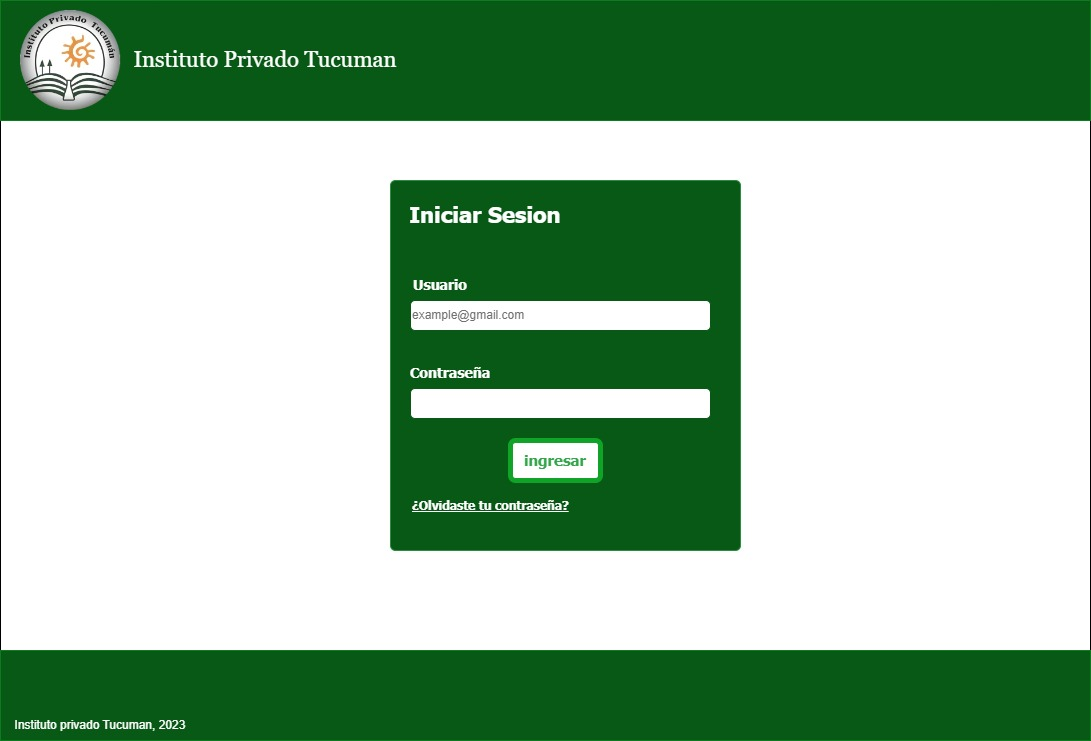 Instituto Privado Tucumán
Instituto Privado Tucuman
Iniciar Sesion
Usuario
example@gmail.com
Contraseña
ingresar
¿Olvidaste tu contraseña?
Instituto privado Tucuman, 2023